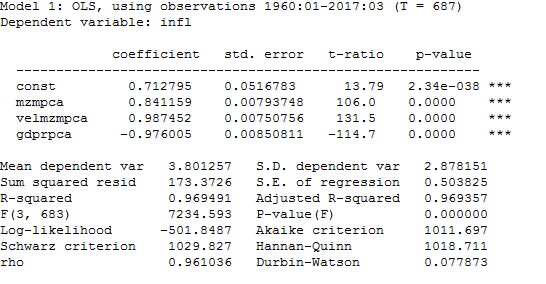 Model 1: OLS, using observations 1960:01-2017:03 (T = 687)
Dependent variable: infl
coefficient std. error t-ratio p-value
---------------------------------------------------------
const 0.712795 0.0516783 13.79 2.34e-038 ***
mzmpca 0.841159 0.00793748 106.0 0.0000 ***
velmzmpca 0.987452 0.00750756 131.5 0.0000 ***
gdprpca -0.976005 0.00850811 -114.7 0.0000 ***
Mean dependent var 3.801257 S.D. dependent var 2.878151
Sum squared resid 173.3726 S.E. of regression 0.503825
R-squared 0.969491 Adjusted R-squared 0.969357
F(3, 683) 7234.593 P-value(F) 0.000000
Log-likelihood -501.8487 Akaike criterion 1011.697
Schwarz criterion 1029.827 Hannan-Quinn 1018.711
rho 0.961036 Durbin-Watson 0.077873